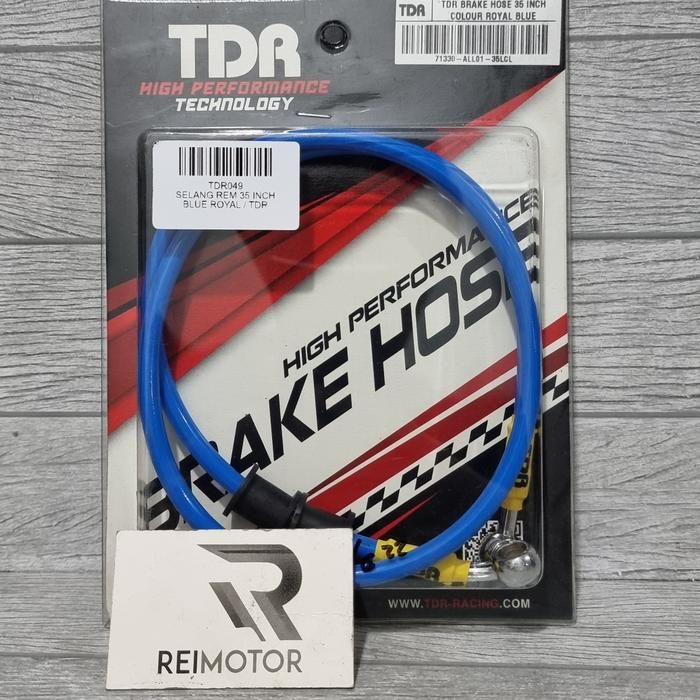 TDR
TDR BRAKE HOSE 35 INCH
COLOUR ROYAL BLUE
71330-ALL01-35LCL
TDR
HIGH PERFORMANCE
TECHNOLOGY
TDR049
SELANG REM 35 INCH
BLUE ROYAL / TDR
HIGH PERFORMANCE
BRAKE HOSE
WWW.TDR-RACING.COM
REIMOTOR